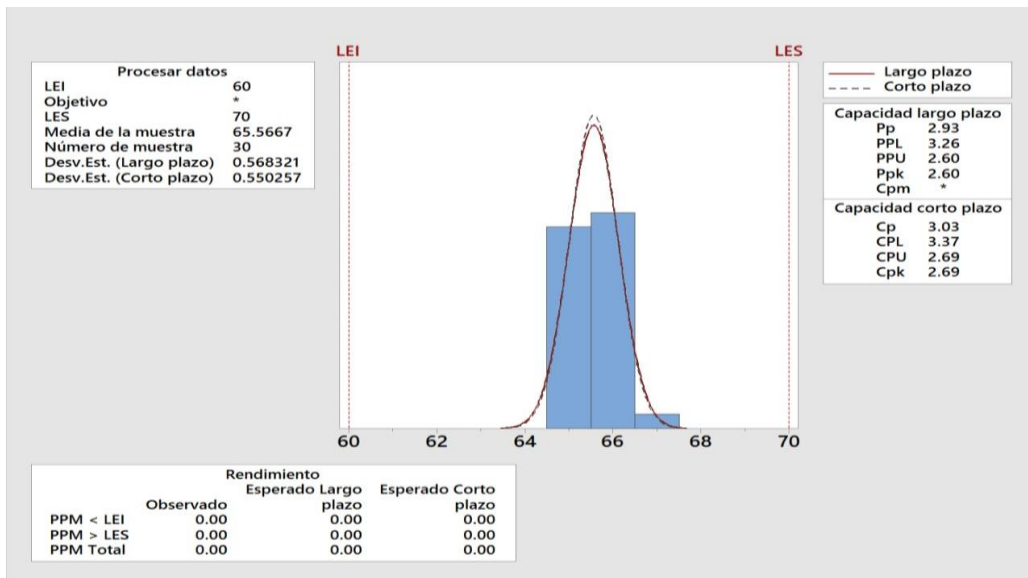 LEI LES
Procesar datos
LEI 60
Objetivo *
LES 70
Media de la muestra 65.5667
Número de muestra 30
Desv.Est. (Largo plazo) 0.568321
Desv.Est. (Corto plazo) 0.550257
Largo plazo
Corto plazo
Capacidad largo plazo
Pp 2.93
PPL 3.26
PPU 2.60
Ppk 2.60
Cpm *
Capacidad corto plazo
Cp 3.03
CPL 3.37
CPU 2.69
Cpk 2.69
60 62 64 66 68 70
Rendimiento
Esperado Largo Esperado Corto
Observado plazo plazo
PPM < LEI 0.00 0.00 0.00
PPM > LES 0.00 0.00 0.00
PPM Total 0.00 0.00 0.00